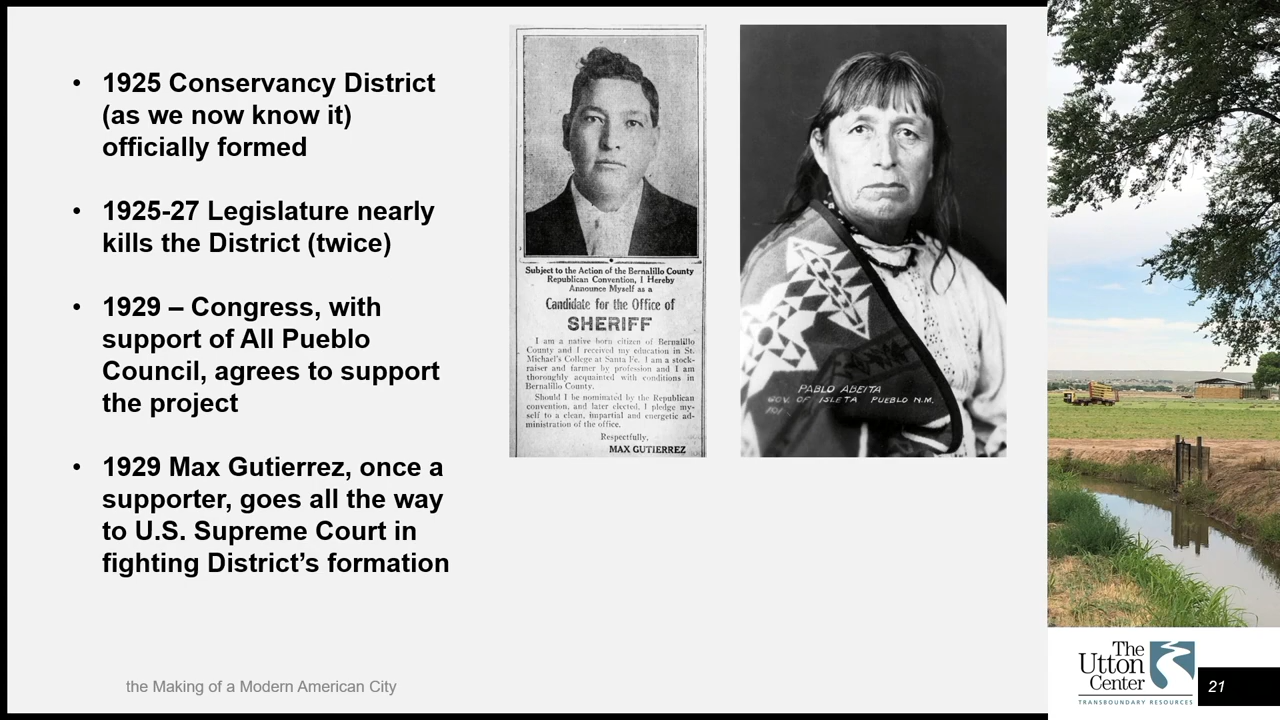 • 1925 Conservancy District
(as we now know it)
officially formed
• 1925-27 Legislature nearly
kills the District (twice)
• 1929 – Congress, with
support of All Pueblo
Council, agrees to support
the project
• 1929 Max Gutierrez, once a
supporter, goes all the way
to U.S. Supreme Court in
fighting District’s formation
Subject to the Action of the Bernalillo County
Republican Convention, I Hereby
Announce Myself as a
Candidate for the Office of
SHERIFF
I am a native born citizen of Bernalillo
County and I received my education in St.
Michael's College at Santa Fe. I am a stock-
raiser and farmer by profession and I am
thoroughly acquainted with conditions in
Bernalillo County.
Should I be nominated by the Republican
convention, and later elected, I pledge my-
self to a clean, impartial and energetic ad-
ministration of the office.
Respectfully,
MAX GUTIERREZ
PABLO ABEITA
GOV. OF ISLETA PUEBLO N.M.
the Making of a Modern American City
The
Utton
Center
TRANSBOUNDARY RESOURCES
21